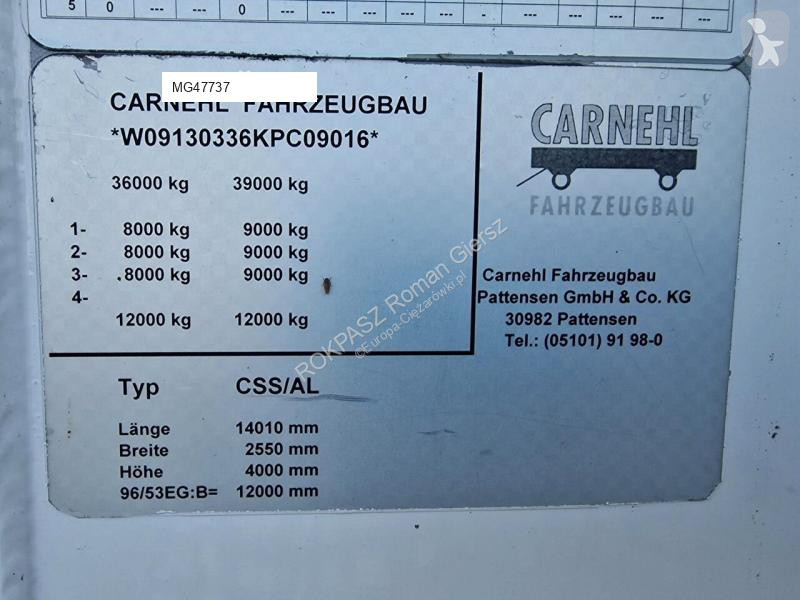 5 0 --- --- 0 --- --- --- --- - --- --- --- ---
MG47737
CARNEHL FAHRZEUGBAU
*W09130336KPC09016*
36000 kg 39000 kg
1- 8000 kg 9000 kg
2- 8000 kg 9000 kg
3- 8000 kg 9000 kg
4-
12000 kg 12000 kg
CARNEHL
FAHRZEUGBAU
Carnehl Fahrzeugbau
Pattensen GmbH & Co. KG
30982 Pattensen
Tel.: (05101) 91 98-0
Typ CSS/AL
Länge 14010 mm
Breite 2550 mm
Höhe 4000 mm
96/53EG:B= 12000 mm
ROKPASZ Roman Giersz
©Europa-Ciężarówki.pl